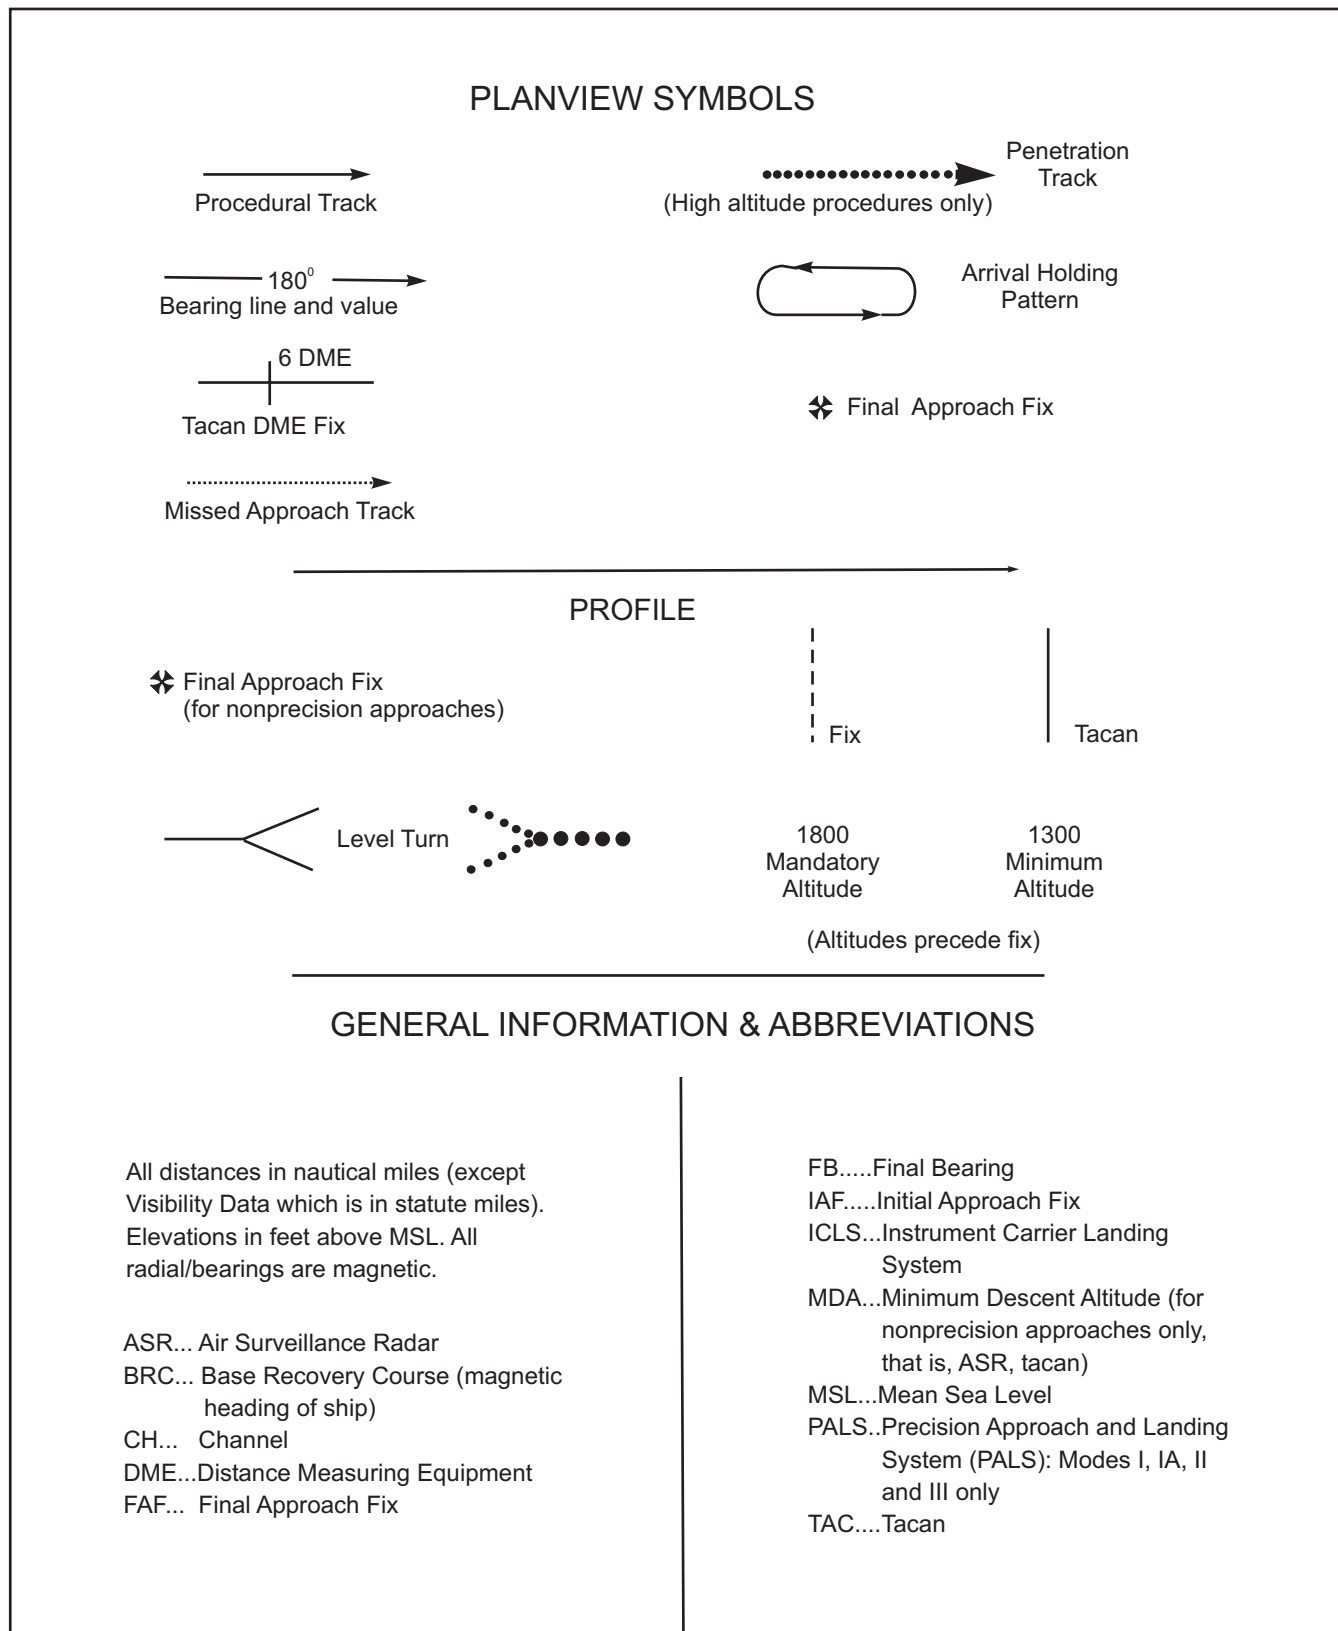 PLANVIEW SYMBOLS
Procedural Track
Penetration
Track
(High altitude procedures only)
180⁰
Bearing line and value
Arrival Holding
Pattern
6 DME
Tacan DME Fix
Final Approach Fix
Missed Approach Track
PROFILE
Final Approach Fix
(for nonprecision approaches)
Fix
Tacan
Level Turn
1800
Mandatory
Altitude
1300
Minimum
Altitude
(Altitudes precede fix)
GENERAL INFORMATION & ABBREVIATIONS
All distances in nautical miles (except
Visibility Data which is in statute miles).
Elevations in feet above MSL. All
radial/bearings are magnetic.
ASR... Air Surveillance Radar
BRC... Base Recovery Course (magnetic
heading of ship)
CH... Channel
DME...Distance Measuring Equipment
FAF... Final Approach Fix
FB.....Final Bearing
IAF.....Initial Approach Fix
ICLS...Instrument Carrier Landing
System
MDA...Minimum Descent Altitude (for
nonprecision approaches only,
that is, ASR, tacan)
MSL...Mean Sea Level
PALS..Precision Approach and Landing
System (PALS): Modes I, IA, II
and III only
TAC....Tacan